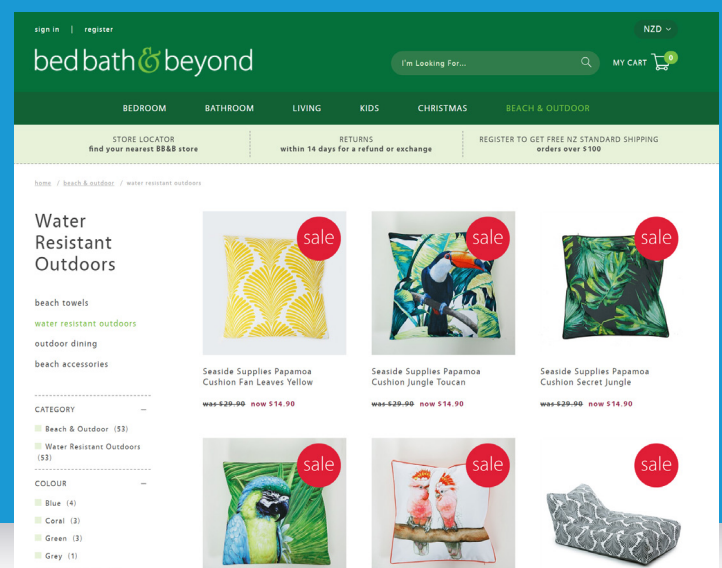 sign in | register
NZD
bed bath & beyond
I'm Looking For...
MY CART
0
BEDROOM BATHROOM LIVING KIDS CHRISTMAS BEACH & OUTDOOR
STORE LOCATOR
find your nearest BB&B store
RETURNS
within 14 days for a refund or exchange
REGISTER TO GET FREE NZ STANDARD SHIPPING
orders over $100
home / beach & outdoor / water resistant outdoors
Water
Resistant
Outdoors
beach towels
water resistant outdoors
outdoor dining
beach accessories
CATEGORY –
Beach & Outdoor (53)
Water Resistant Outdoors
(53)
COLOUR –
Blue (4)
Coral (3)
Green (3)
Grey (1)
sale
Seaside Supplies Papamoa
Cushion Fan Leaves Yellow
was $29.90 now $14.90
sale
Seaside Supplies Papamoa
Cushion Jungle Toucan
was $29.90 now $14.90
sale
Seaside Supplies Papamoa
Cushion Secret Jungle
was $29.90 now $14.90
sale
sale
sale